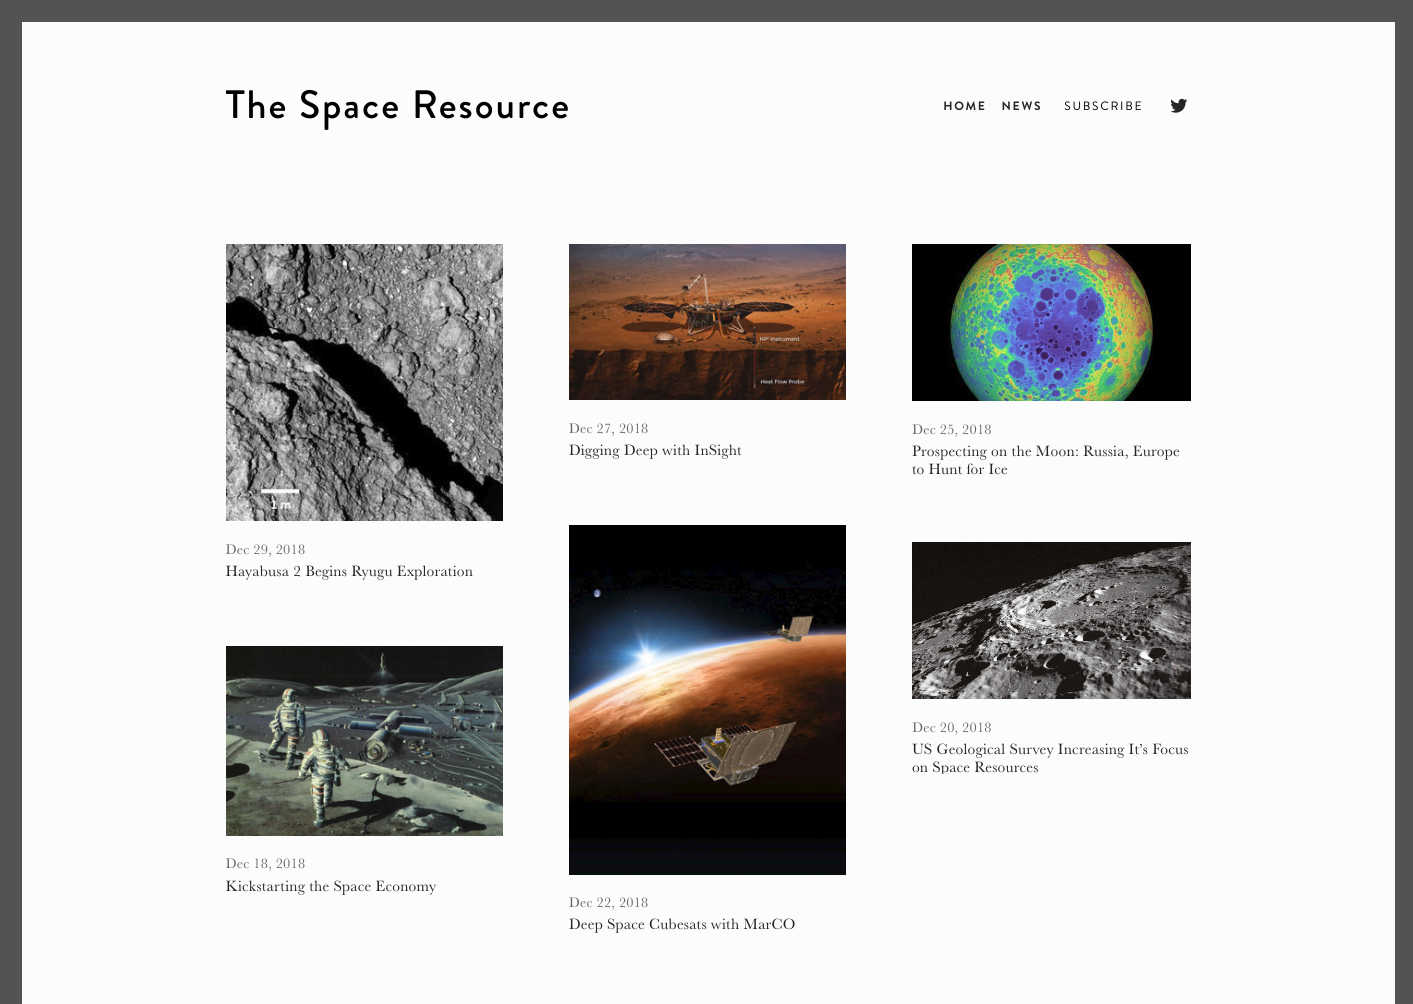 The Space Resource
HOME NEWS SUBSCRIBE
1 m
Dec 29, 2018
Hayabusa 2 Begins Ryugu Exploration
HP³ Instrument
Heat Flow Probe
Dec 27, 2018
Digging Deep with InSight
Dec 25, 2018
Prospecting on the Moon: Russia, Europe
to Hunt for Ice
Dec 18, 2018
Kickstarting the Space Economy
Dec 22, 2018
Deep Space Cubesats with MarCO
Dec 20, 2018
US Geological Survey Increasing It's Focus
on Space Resources